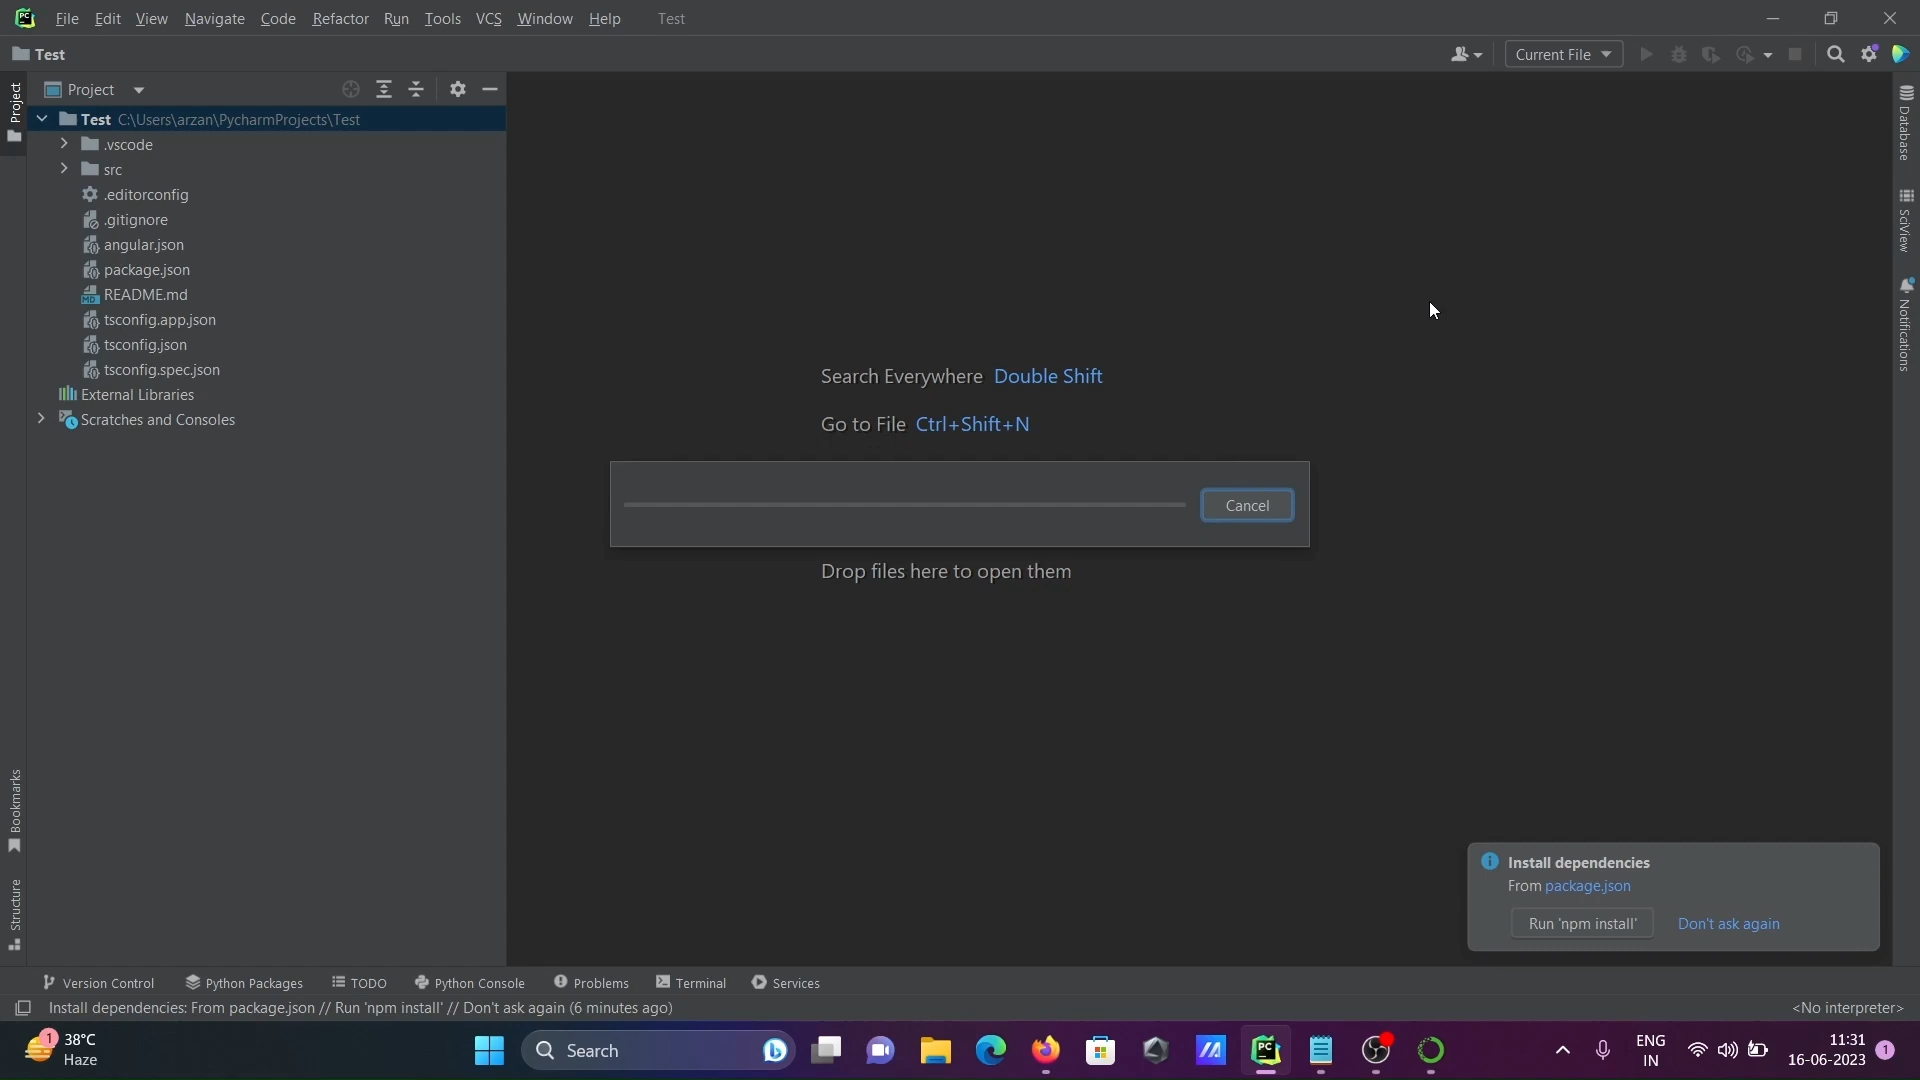 File Edit View Navigate Code Refactor Run Tools VCS Window Help Test
Test
Current File
Project
Project
Test C:\Users\arzan\PycharmProjects\Test
.vscode
src
.editorconfig
.gitignore
angular.json
package.json
README.md
tsconfig.app.json
tsconfig.json
tsconfig.spec.json
External Libraries
Scratches and Consoles
Search Everywhere Double Shift
Go to File Ctrl+Shift+N
Cancel
Drop files here to open them
Database
SciView
Notifications
Bookmarks
Structure
Install dependencies
From package.json
Run 'npm install' Don't ask again
Version Control Python Packages TODO Python Console Problems Terminal Services
Install dependencies: From package.json // Run 'npm install' // Don't ask again (6 minutes ago)
<No interpreter>
1
38°C
Haze
Search
ENG
IN
11:31
16-06-2023
1